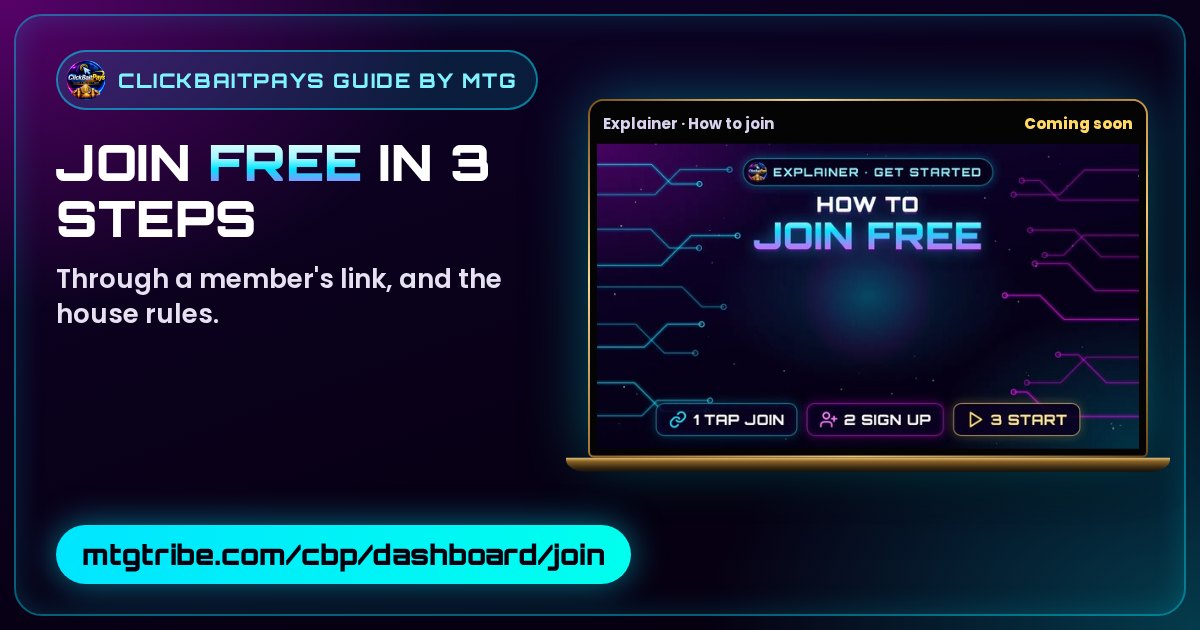 ClickBaitPays
CLICKBAITPAYS GUIDE BY MTG
JOIN FREE IN 3
STEPS
Through a member's link, and the
house rules.
Explainer · How to join
Coming soon
EXPLAINER · GET STARTED
HOW TO
JOIN FREE
1 TAP JOIN
2 SIGN UP
3 START
mtgtribe.com/cbp/dashboard/join